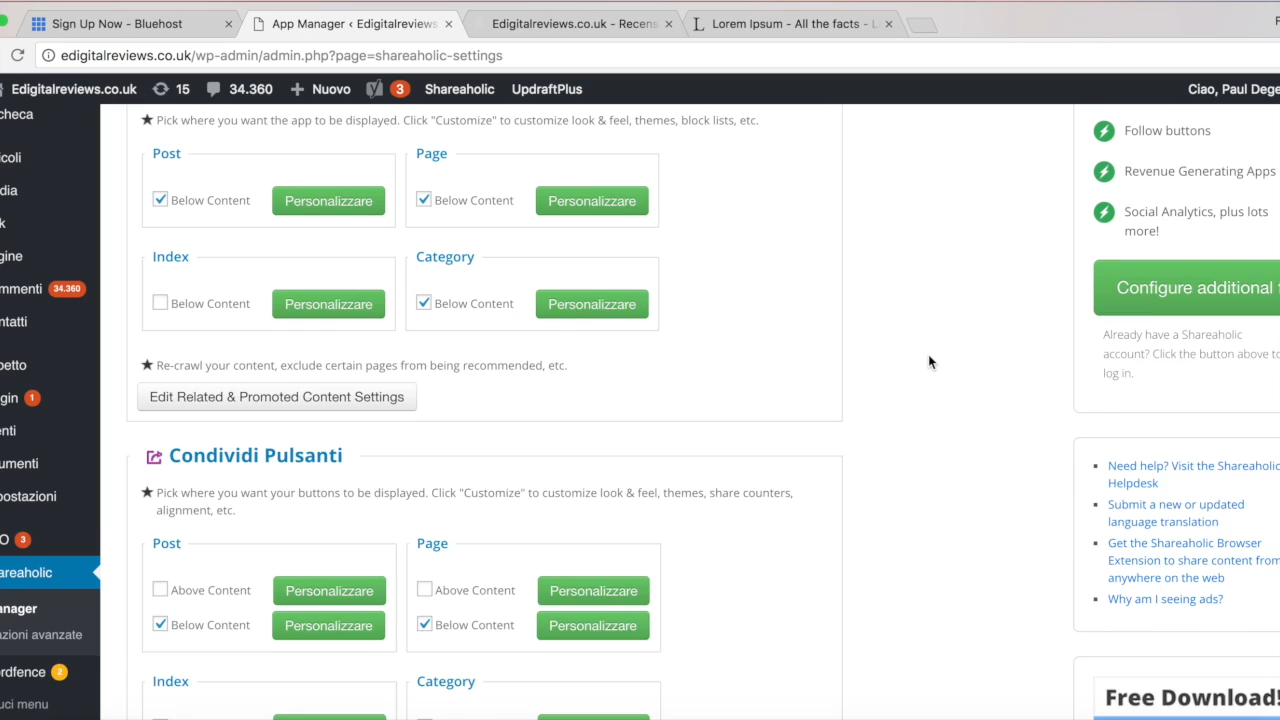 Sign Up Now - Bluehost
App Manager ‹ Edigitalreviews.
Edigitalreviews.co.uk - Recens
Lorem Ipsum - All the facts - L
edigitalreviews.co.uk/wp-admin/admin.php?page=shareaholic-settings
Edigitalreviews.co.uk 15 34.360 Nuovo 3 Shareaholic UpdraftPlus Ciao, Paul Dege
acheca
icoli
dia
k
gine
mmenti 34.360
ntatti
petto
gin 1
enti
umenti
postazioni
O 3
areaholic
anager
azioni avanzate
rdfence 2
uci menu
★ Pick where you want the app to be displayed. Click "Customize" to customize look & feel, themes, block lists, etc.
Post
Below Content Personalizzare
Page
Below Content Personalizzare
Index
Below Content Personalizzare
Category
Below Content Personalizzare
★ Re-crawl your content, exclude certain pages from being recommended, etc.
Edit Related & Promoted Content Settings
Condividi Pulsanti
★ Pick where you want your buttons to be displayed. Click "Customize" to customize look & feel, themes, share counters,
alignment, etc.
Post
Above Content Personalizzare
Below Content Personalizzare
Page
Above Content Personalizzare
Below Content Personalizzare
Index
Category
Follow buttons
Revenue Generating Apps
Social Analytics, plus lots
more!
Configure additional
Already have a Shareaholic
account? Click the button above to
log in.
Need help? Visit the Shareaholic
Helpdesk
Submit a new or updated
language translation
Get the Shareaholic Browser
Extension to share content from
anywhere on the web
Why am I seeing ads?
Free Download!